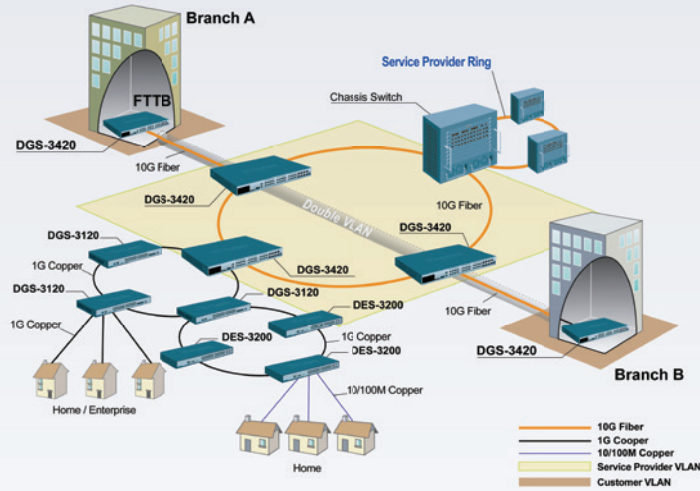 Branch A
FTTB
DGS-3420
10G Fiber
Service Provider Ring
Chassis Switch
10G Fiber
DGS-3420
Double VLAN
DGS-3420
DGS-3120
1G Copper
DGS-3120
1G Copper
DGS-3420
DGS-3120
DES-3200
DES-3200
1G Copper
DES-3200
10/100M Copper
10G Fiber
DGS-3420
Branch B
Home / Enterprise
Home
10G Fiber
1G Cooper
10/100M Copper
Service Provider VLAN
Customer VLAN